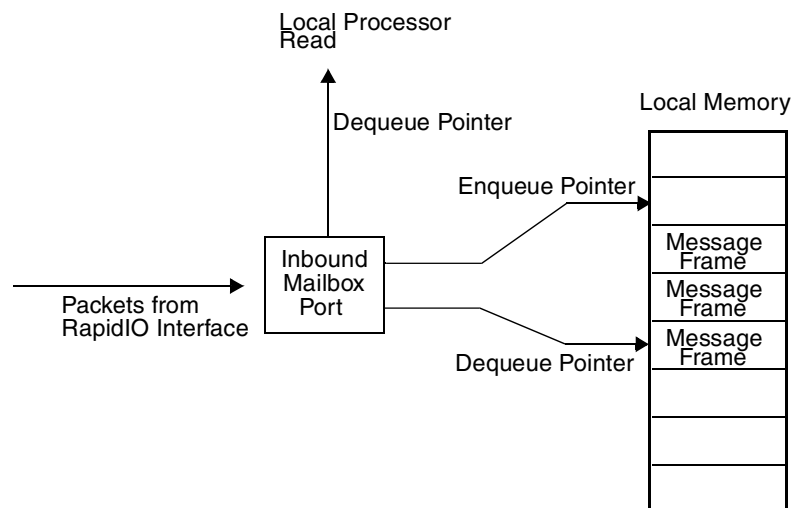 Local Processor
Read
Dequeue Pointer
Local Memory
Enqueue Pointer
Inbound
Mailbox
Port
Message
Frame
Message
Frame
Message
Frame
Packets from
RapidIO Interface
Dequeue Pointer